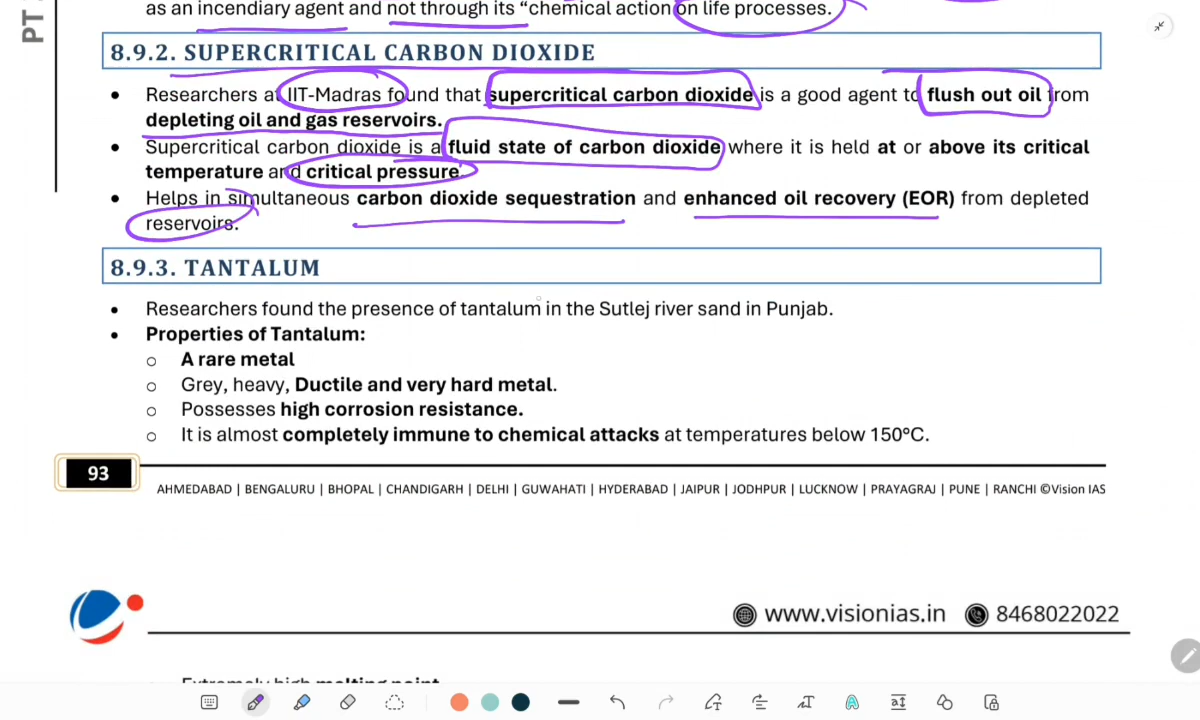 PT
as an incendiary agent and not through its “chemical action on life processes.
8.9.2. SUPERCRITICAL CARBON DIOXIDE
• Researchers at IIT-Madras found that supercritical carbon dioxide is a good agent to flush out oil from
depleting oil and gas reservoirs.
• Supercritical carbon dioxide is a fluid state of carbon dioxide where it is held at or above its critical
temperature and critical pressure.
• Helps in simultaneous carbon dioxide sequestration and enhanced oil recovery (EOR) from depleted
reservoirs.
8.9.3. TANTALUM
• Researchers found the presence of tantalum in the Sutlej river sand in Punjab.
• Properties of Tantalum:
o A rare metal
o Grey, heavy, Ductile and very hard metal.
o Possesses high corrosion resistance.
o It is almost completely immune to chemical attacks at temperatures below 150°C.
93
AHMEDABAD | BENGALURU | BHOPAL | CHANDIGARH | DELHI | GUWAHATI | HYDERABAD | JAIPUR | JODHPUR | LUCKNOW | PRAYAGRAJ | PUNE | RANCHI ©Vision IAS
www.visionias.in 8468022022
Extremely high melting point